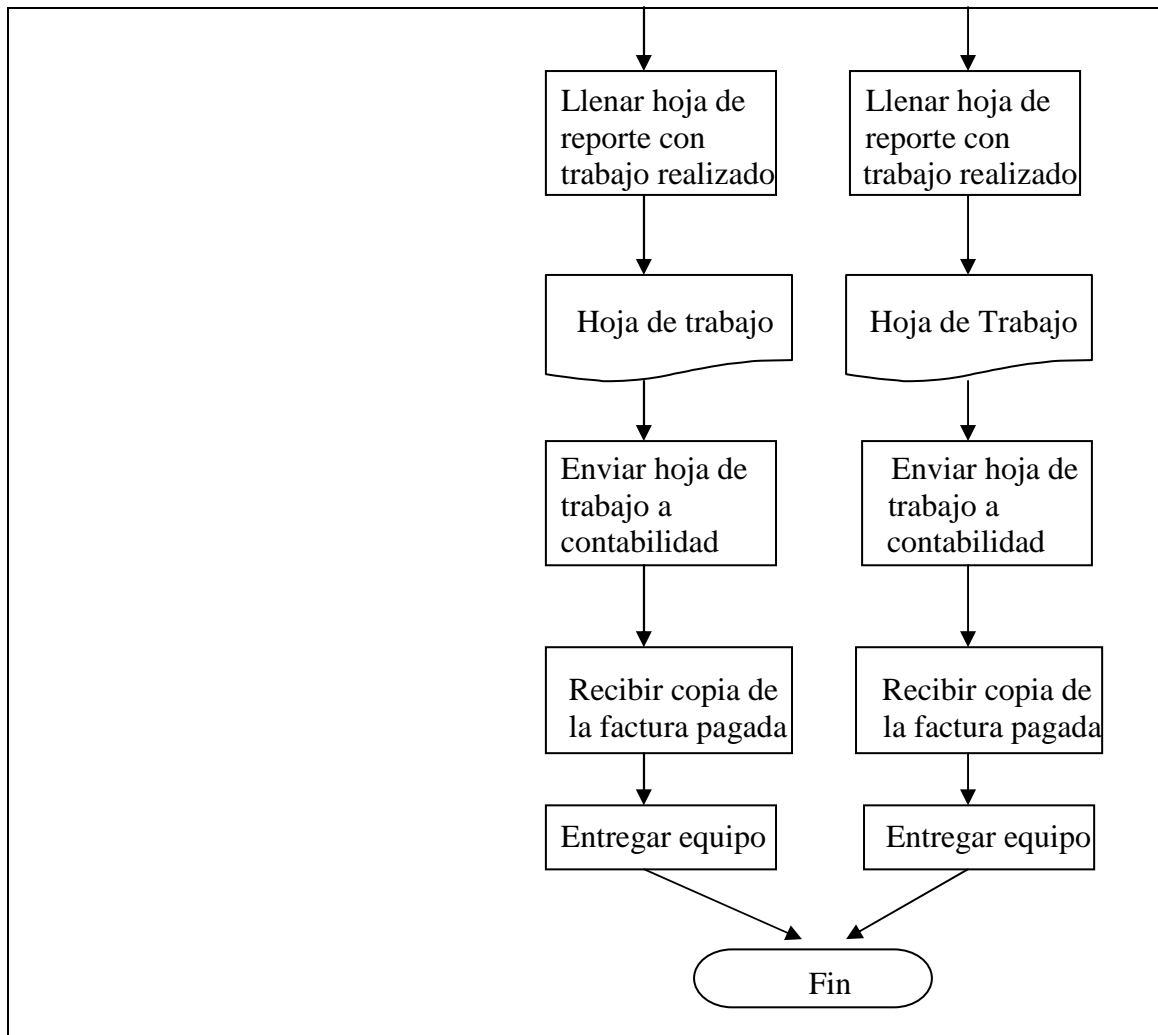 Llenar hoja de
reporte con
trabajo realizado
Llenar hoja de
reporte con
trabajo realizado
Hoja de trabajo
Hoja de Trabajo
Enviar hoja de
trabajo a
contabilidad
Enviar hoja de
trabajo a
contabilidad
Recibir copia de
la factura pagada
Recibir copia de
la factura pagada
Entregar equipo
Entregar equipo
Fin